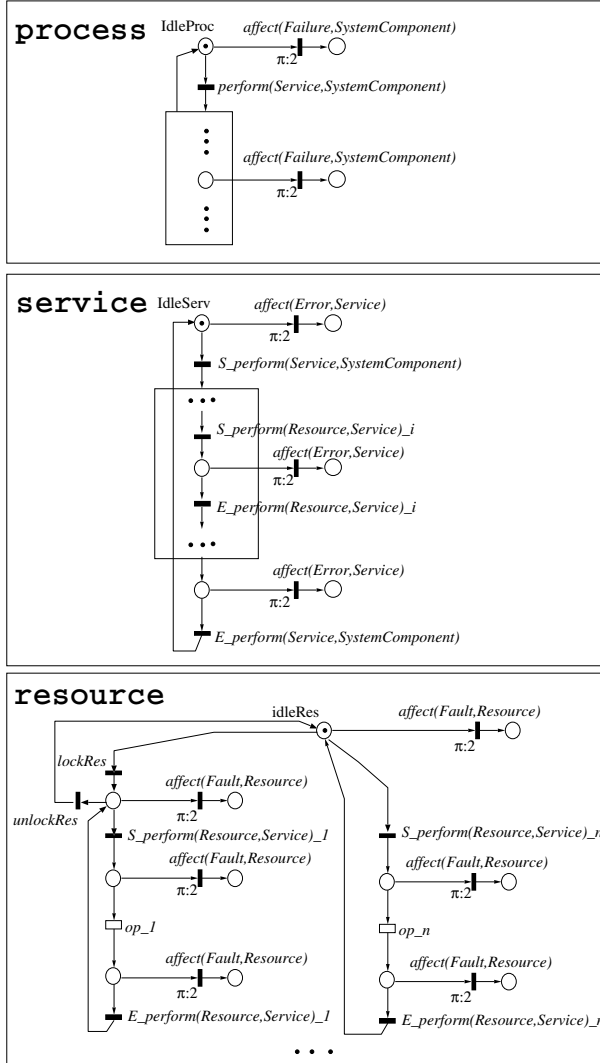 process
IdleProc
affect(Failure,SystemComponent)
π:2
perform(Service,SystemComponent)
affect(Failure,SystemComponent)
π:2
service
IdleServ
affect(Error,Service)
π:2
S_perform(Service,SystemComponent)
S_perform(Resource,Service)_i
affect(Error,Service)
π:2
E_perform(Resource,Service)_i
affect(Error,Service)
π:2
E_perform(Service,SystemComponent)
resource
idleRes
affect(Fault,Resource)
π:2
lockRes
affect(Fault,Resource)
π:2
unlockRes
S_perform(Resource,Service)_1
S_perform(Resource,Service)_n
affect(Fault,Resource)
π:2
affect(Fault,Resource)
π:2
op_1
op_n
affect(Fault,Resource)
π:2
affect(Fault,Resource)
π:2
E_perform(Resource,Service)_1
E_perform(Resource,Service)_n